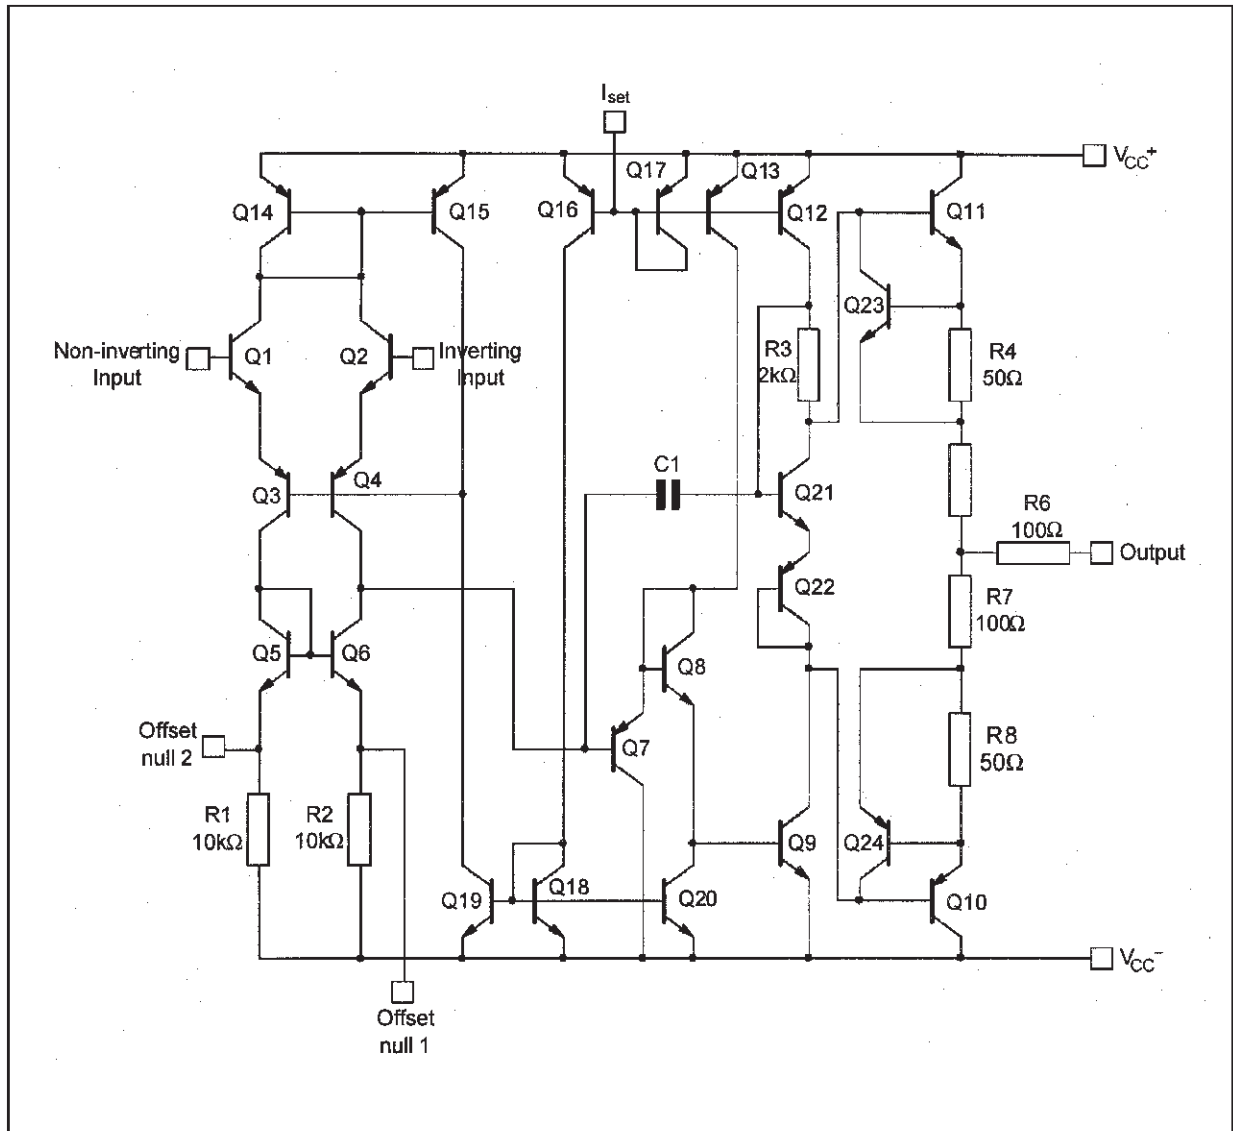 Iset
VCC+
Q17
Q13
Q14
Q15
Q16
Q12
Q11
Q23
Non-inverting
Input
Q1
Q2
Inverting
Input
R3
2kΩ
R4
50Ω
C1
Q3
Q4
Q21
R6
100Ω
Output
Q22
R7
100Ω
Q5
Q6
Q8
Offset
null 2
Q7
R8
50Ω
R1
10kΩ
R2
10kΩ
Q9
Q24
Q19
Q18
Q20
Q10
VCC-
Offset
null 1